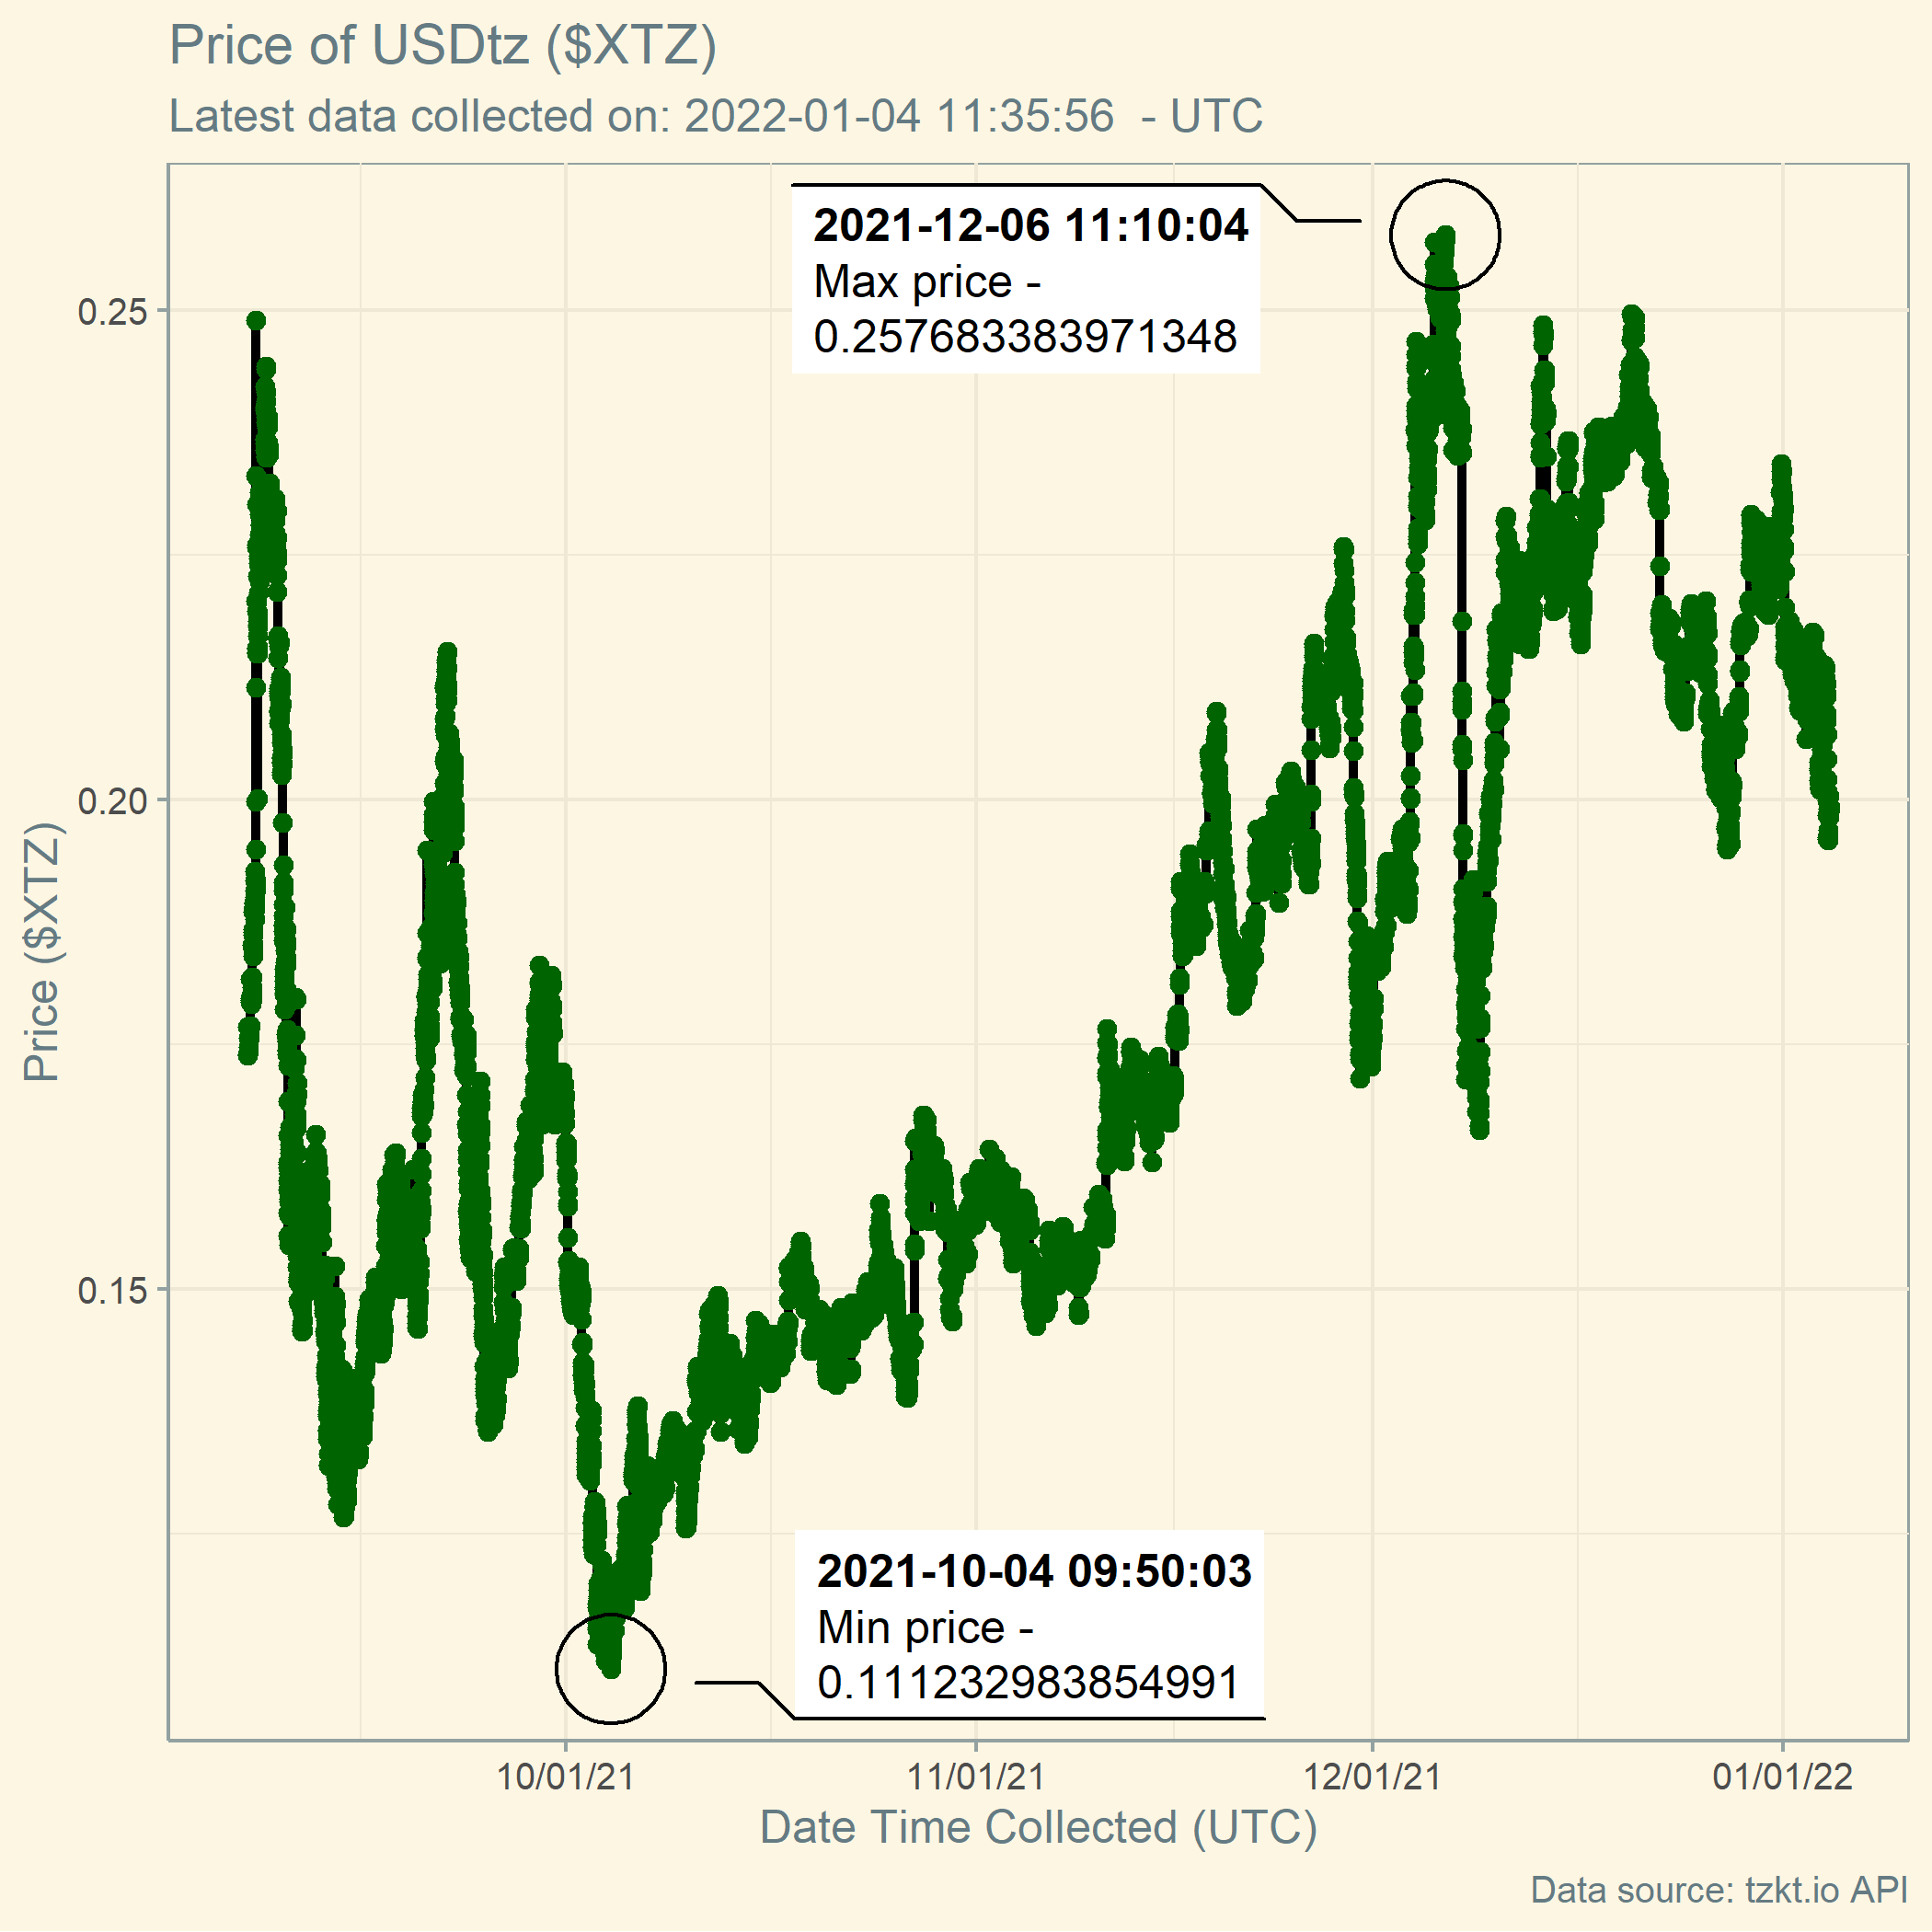 Price of USDtz ($XTZ)
Latest data collected on: 2022-01-04 11:35:56  - UTC
2021-12-06 11:10:04
Max price -
0.257683383971348
0.25
0.20
0.15
Price ($XTZ)
2021-10-04 09:50:03
Min price -
0.111232983854991
10/01/21
11/01/21
12/01/21
01/01/22
Date Time Collected (UTC)
Data source: tzkt.io API